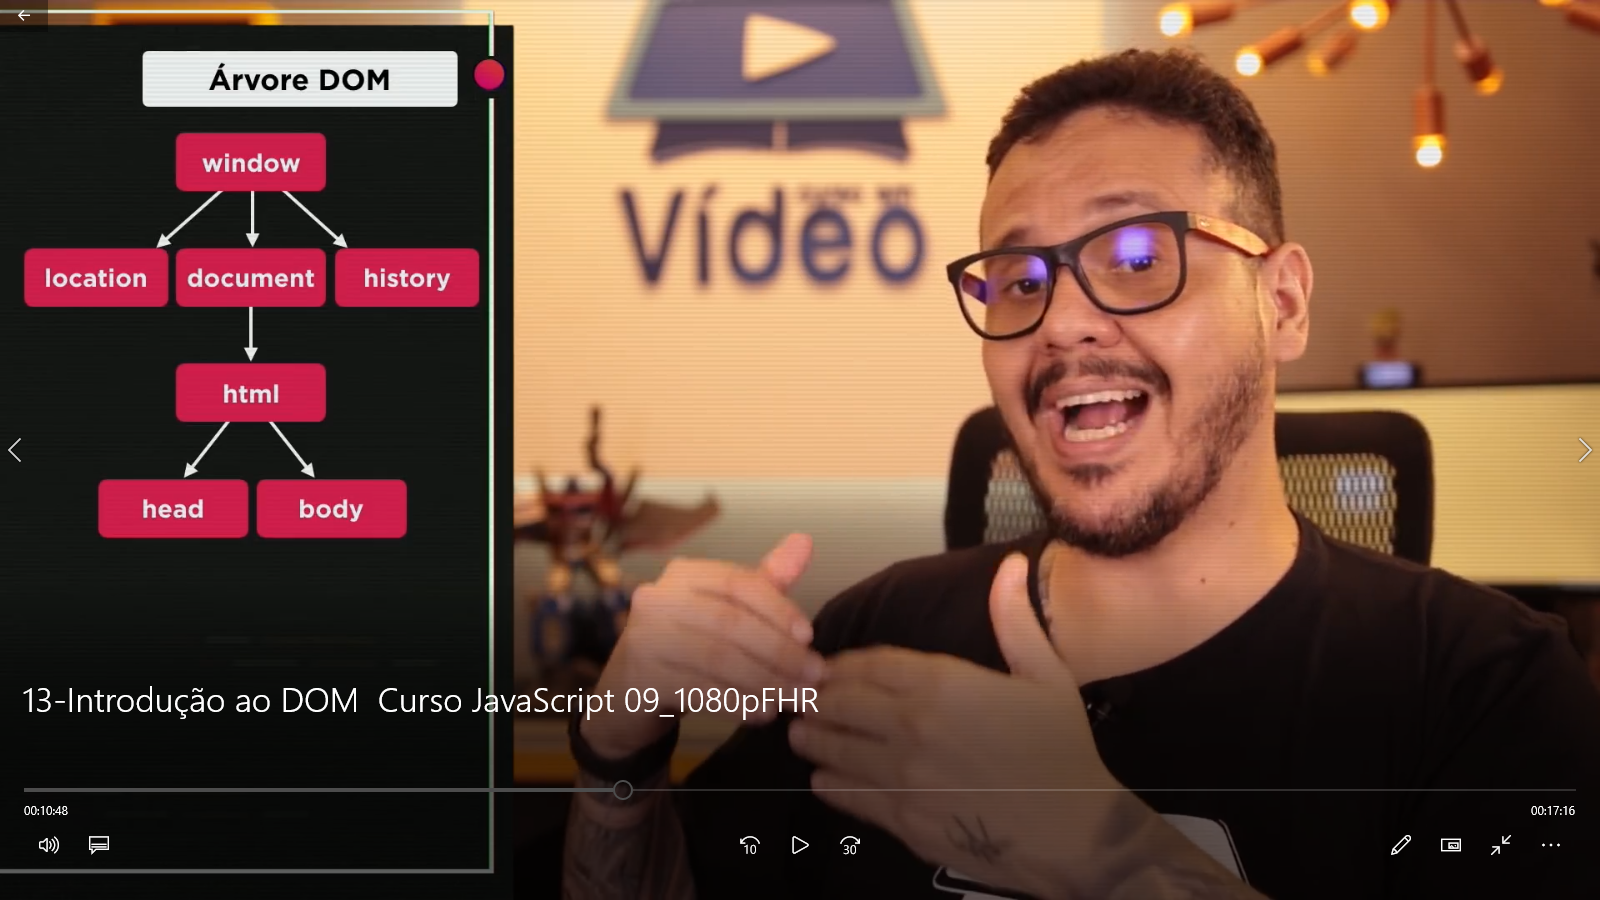 Árvore DOM
window
location document history
html
head body
Vídeo
13-Introdução ao DOM Curso JavaScript 09_1080pFHR
00:10:48
00:17:16
10
30